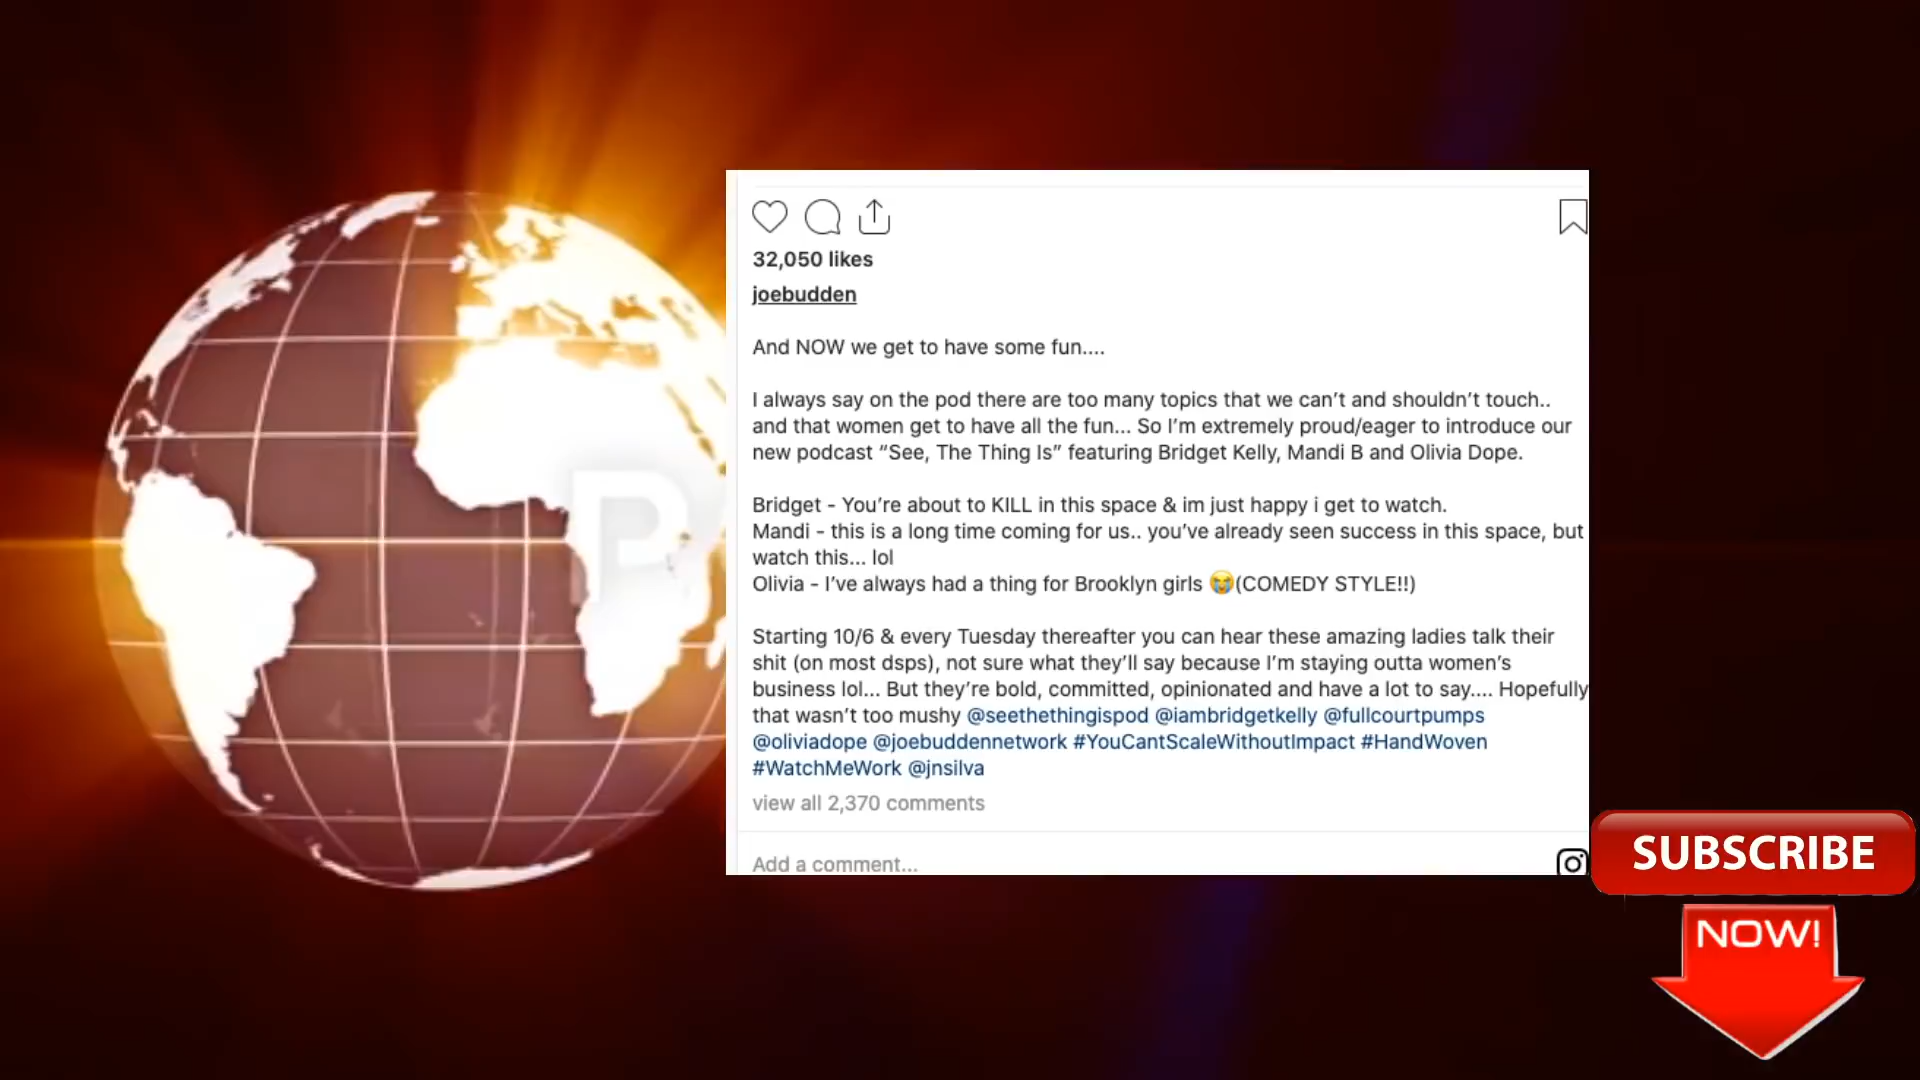 32,050 likes
joebudden
And NOW we get to have some fun....
I always say on the pod there are too many topics that we can’t and shouldn’t touch..
and that women get to have all the fun... So I’m extremely proud/eager to introduce our
new podcast “See, The Thing Is” featuring Bridget Kelly, Mandi B and Olivia Dope.
Bridget - You’re about to KILL in this space & im just happy i get to watch.
Mandi - this is a long time coming for us.. you’ve already seen success in this space, but
watch this... lol
Olivia - I’ve always had a thing for Brooklyn girls 😭(COMEDY STYLE!!)
Starting 10/6 & every Tuesday thereafter you can hear these amazing ladies talk their
shit (on most dsps), not sure what they’ll say because I’m staying outta women’s
business lol... But they’re bold, committed, opinionated and have a lot to say.... Hopefully
that wasn’t too mushy @seethethingispod @iambridgetkelly @fullcourtpumps
@oliviadope @joebuddennetwork #YouCantScaleWithoutImpact #HandWoven
#WatchMeWork @jnsilva
view all 2,370 comments
Add a comment...
SUBSCRIBE
NOW!